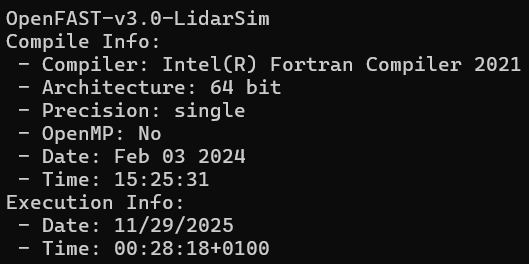 OpenFAST-v3.0-LidarSim
Compile Info:
- Compiler: Intel(R) Fortran Compiler 2021
- Architecture: 64 bit
- Precision: single
- OpenMP: No
- Date: Feb 03 2024
- Time: 15:25:31
Execution Info:
- Date: 11/29/2025
- Time: 00:28:18+0100